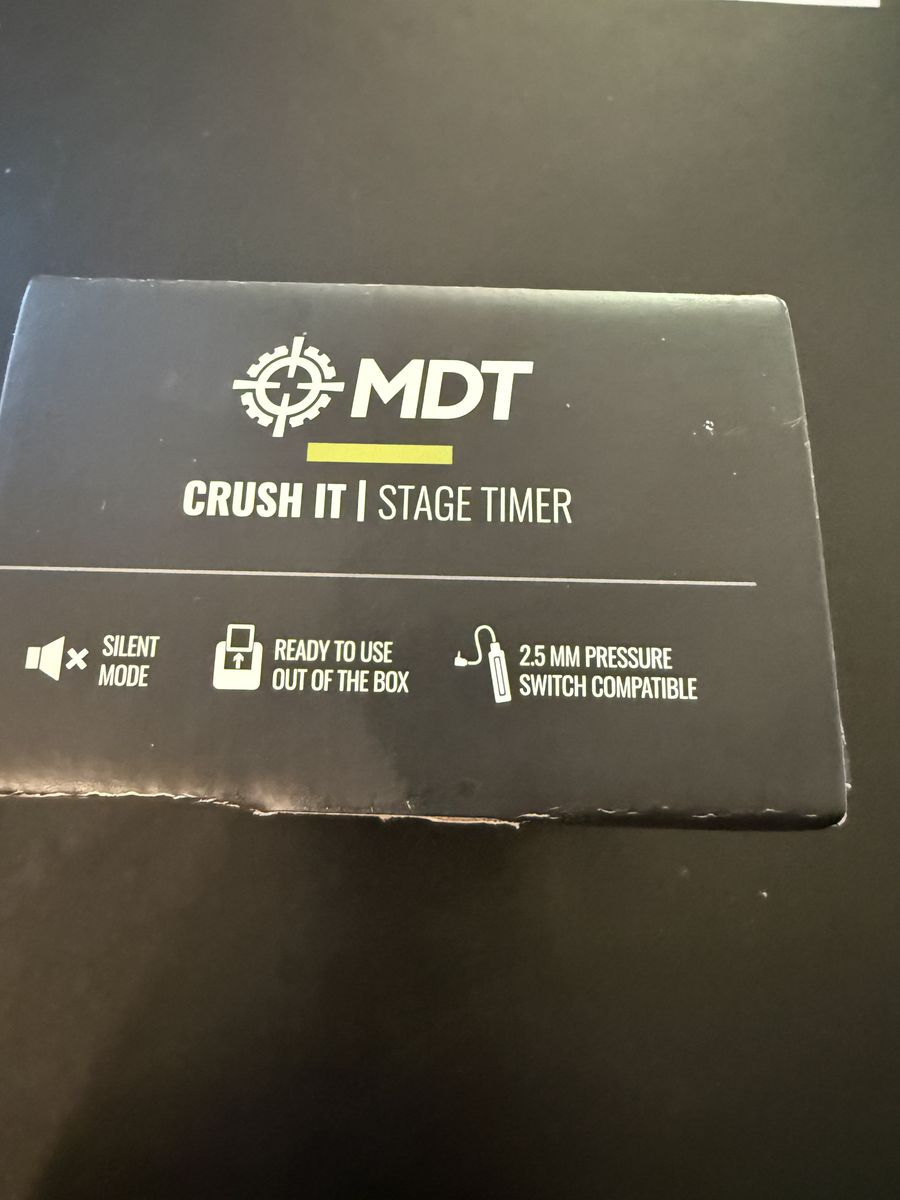 MDT
CRUSH IT | STAGE TIMER
SILENT
MODE
READY TO USE
OUT OF THE BOX
2.5 MM PRESSURE
SWITCH COMPATIBLE